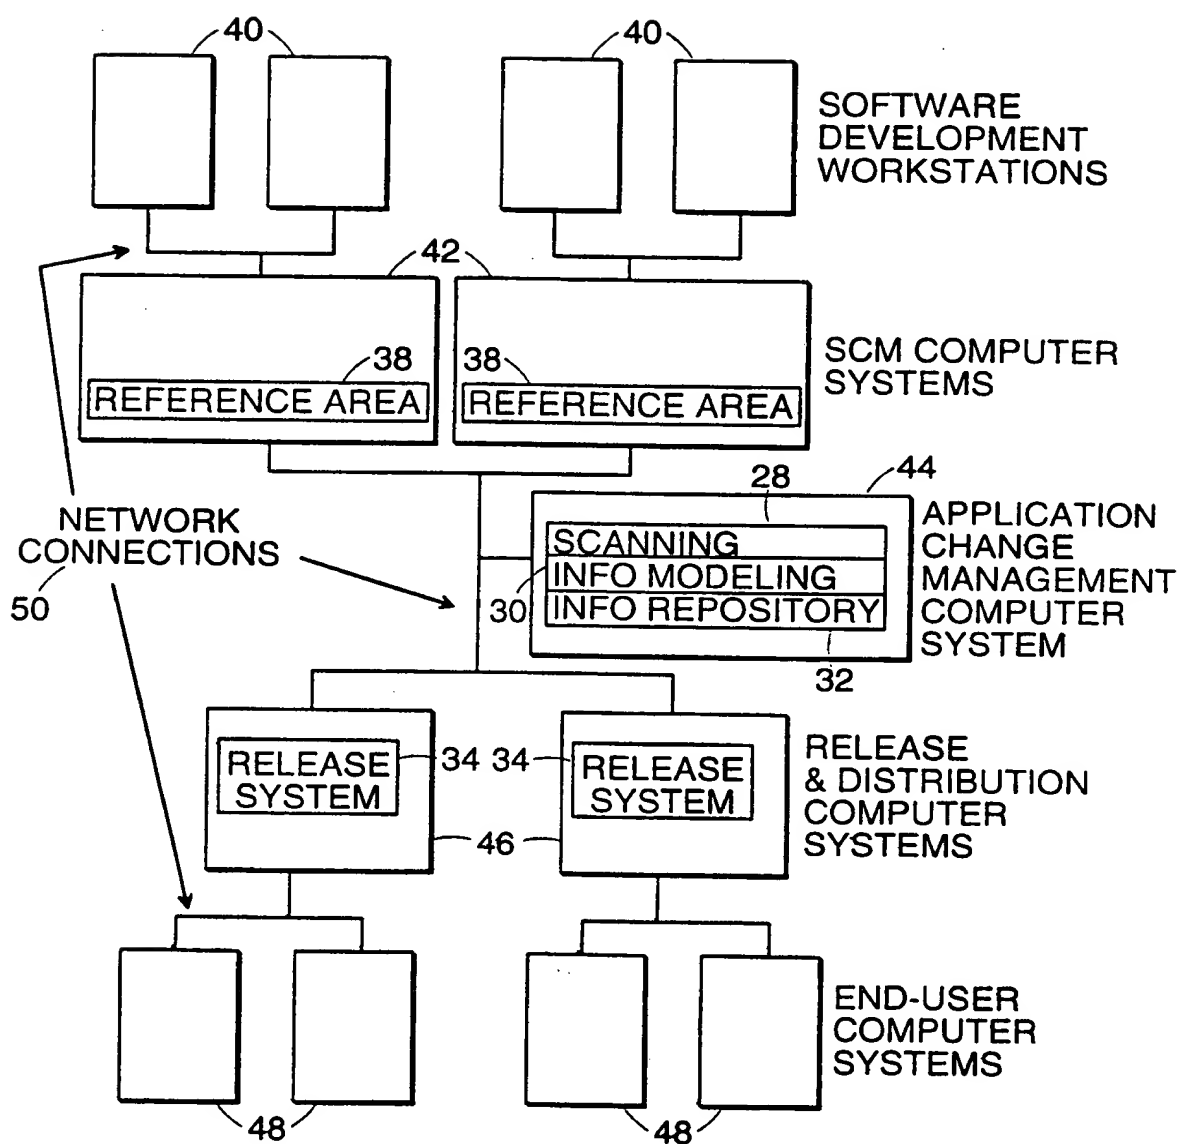 40
40
SOFTWARE
DEVELOPMENT
WORKSTATIONS
42
38
REFERENCE AREA
38
REFERENCE AREA
SCM COMPUTER
SYSTEMS
NETWORK
CONNECTIONS
50
28
44
SCANNING
INFO MODELING
INFO REPOSITORY
30
32
APPLICATION
CHANGE
MANAGEMENT
COMPUTER
SYSTEM
RELEASE
SYSTEM
34
34
RELEASE
SYSTEM
46
RELEASE
& DISTRIBUTION
COMPUTER
SYSTEMS
END-USER
COMPUTER
SYSTEMS
48
48